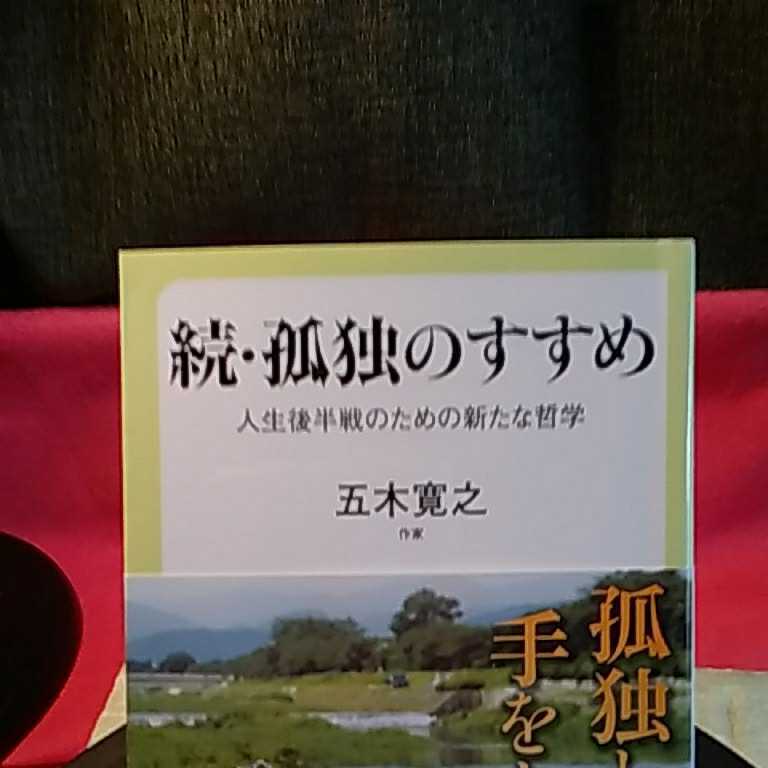 続・孤独のすすめ
人生後半戦のための新たな哲学
五木寛之
作家
孤独
手を